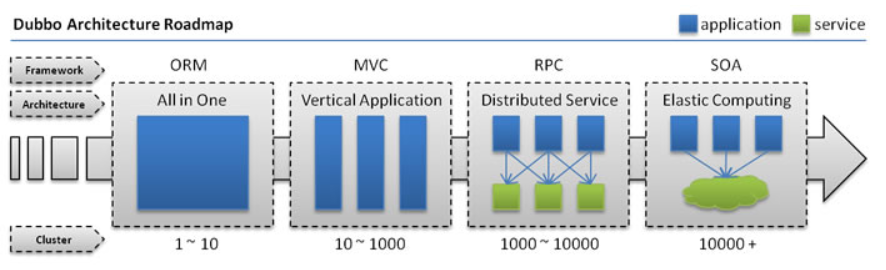 Dubbo Architecture Roadmap
application
service
Framework
ORM
MVC
RPC
SOA
Architecture
All in One
Vertical Application
Distributed Service
Elastic Computing
Cluster
1 ~ 10
10 ~ 1000
1000 ~ 10000
10000 +